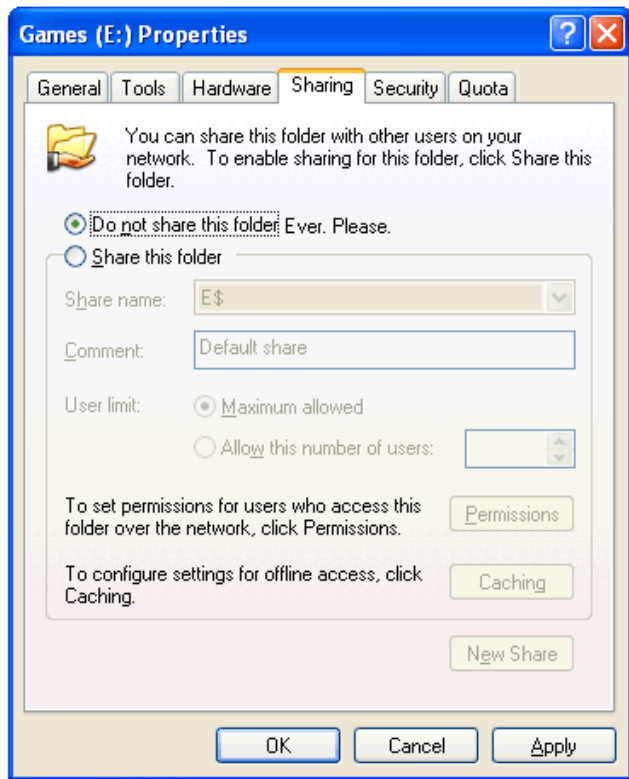 Games (E:) Properties
General Tools Hardware Sharing Security Quota
You can share this folder with other users on your
network. To enable sharing for this folder, click Share this
folder.
Do not share this folder Ever. Please.
Share this folder
Share name: E$
Comment: Default share
User limit: Maximum allowed
Allow this number of users:
To set permissions for users who access this
folder over the network, click Permissions.
Permissions
To configure settings for offline access, click
Caching.
Caching
New Share
OK Cancel Apply